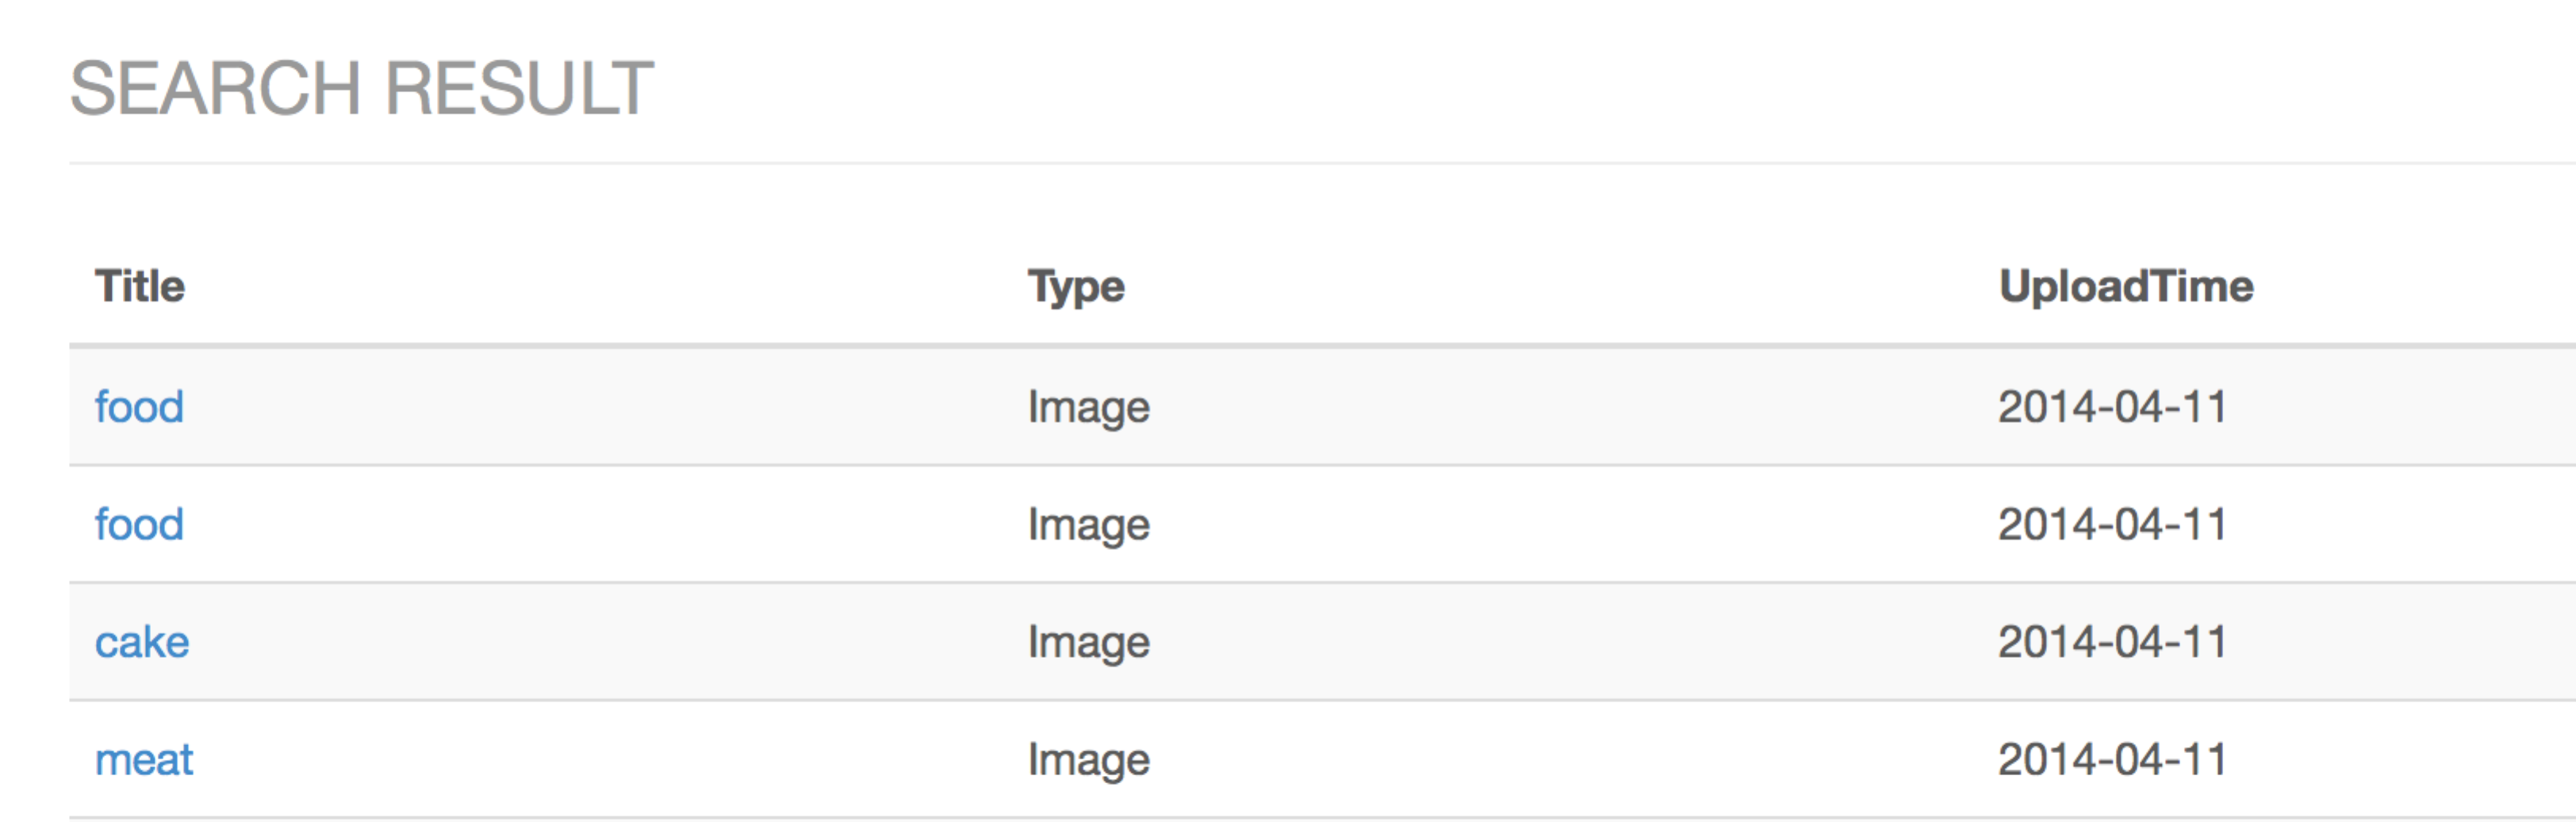 SEARCH RESULT
Title Type UploadTime
food Image 2014-04-11
food Image 2014-04-11
cake Image 2014-04-11
meat Image 2014-04-11